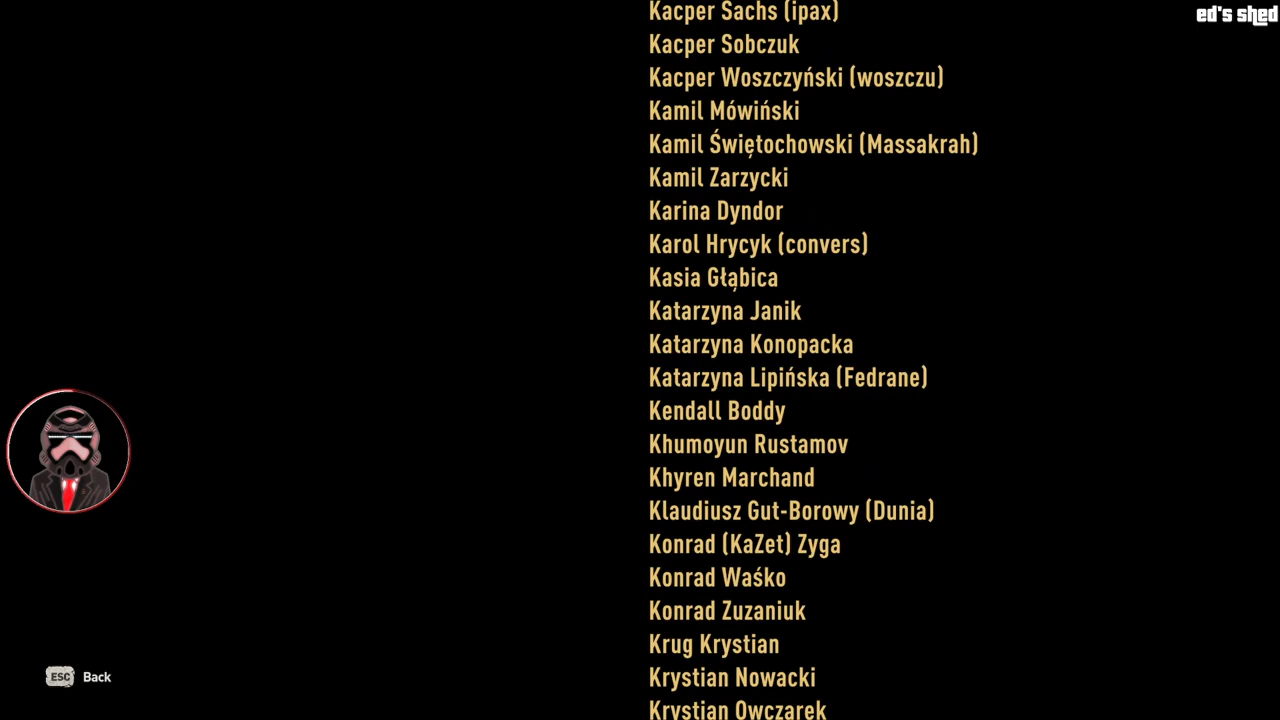 ed's shed
Kacper Sachs (ipax)
Kacper Sobczuk
Kacper Woszczyński (woszczu)
Kamil Mówiński
Kamil Świętochowski (Massakrah)
Kamil Zarzycki
Karina Dyndor
Karol Hrycyk (convers)
Kasia Głąbica
Katarzyna Janik
Katarzyna Konopacka
Katarzyna Lipińska (Fedrane)
Kendall Boddy
Khumoyun Rustamov
Khyren Marchand
Klaudiusz Gut-Borowy (Dunia)
Konrad (KaZet) Zyga
Konrad Waśko
Konrad Zuzaniuk
Krug Krystian
Krystian Nowacki
Krystian Owczarek
ESC Back